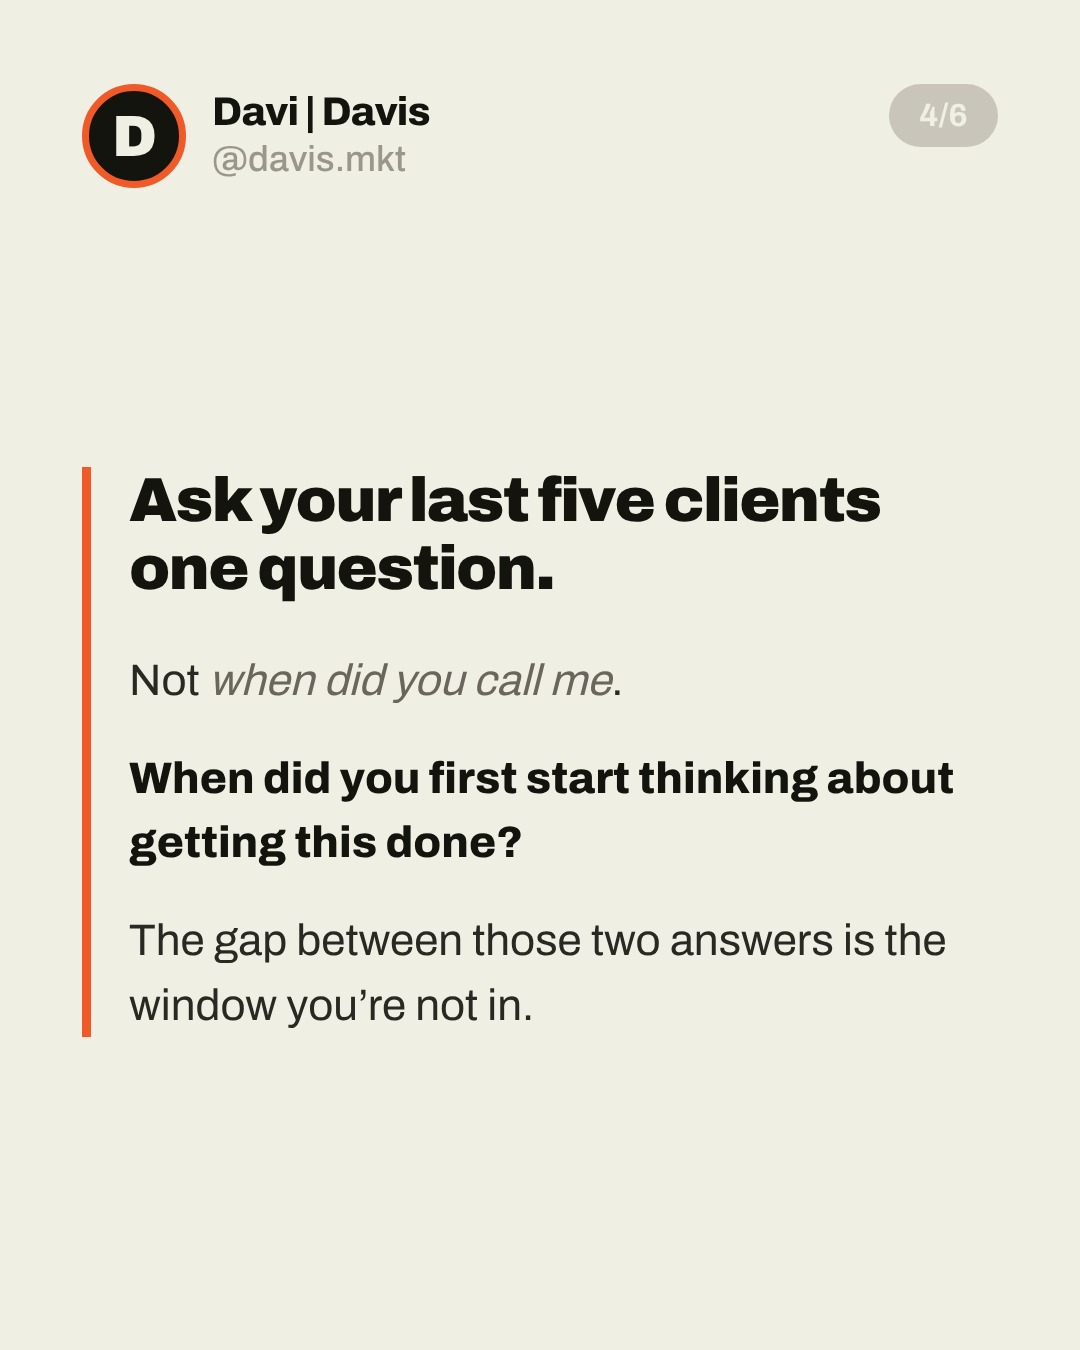 D
Davi | Davis
@davis.mkt
4/6
Ask your last five clients
one question.
Not when did you call me.
When did you first start thinking about
getting this done?
The gap between those two answers is the
window you’re not in.